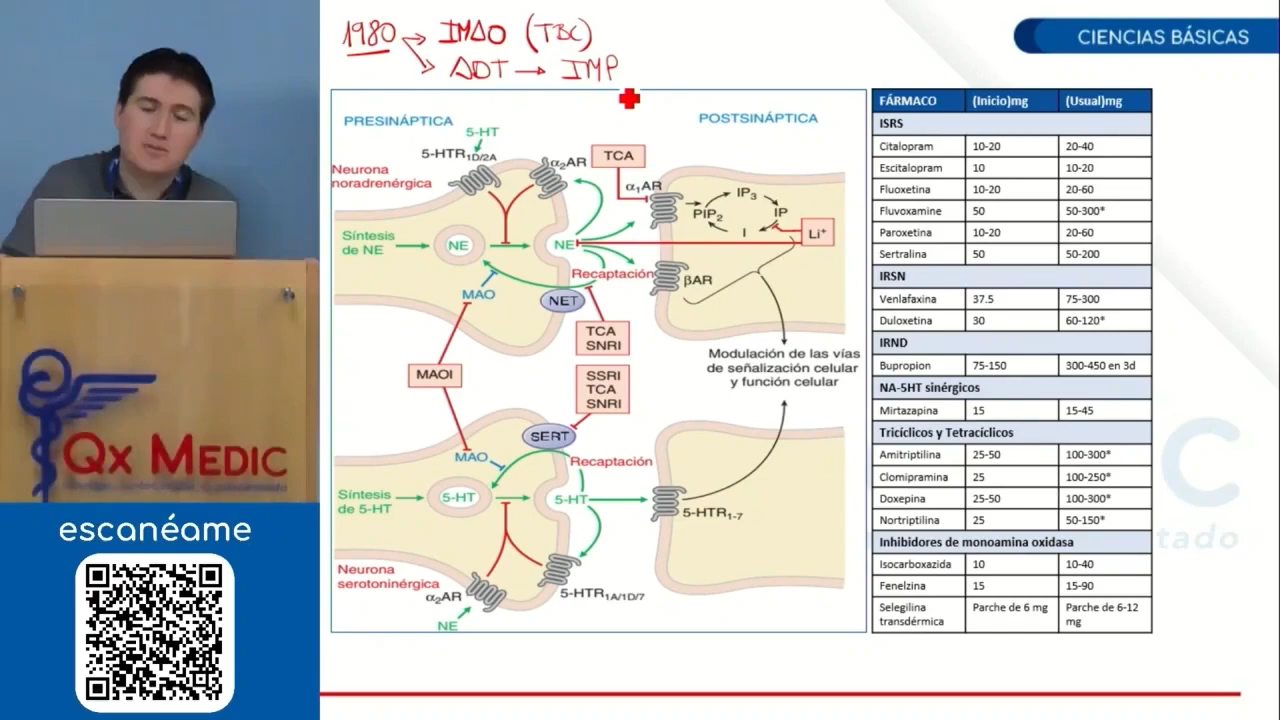 1980 → IMAO (TBC)
→ ADT → IMP
CIENCIAS BÁSICAS
PRESINÁPTICA
POSTSINÁPTICA
5-HT
5-HTR1D/2A
α2AR
TCA
Neurona
noradrenérgica
α1AR
IP3
PIP2
IP
I
Li+
Síntesis
de NE
NE
NE
Recaptación
βAR
MAO
NET
TCA
SNRI
Modulación de las vías
de señalización celular
y función celular
MAOI
SSRI
TCA
SNRI
SERT
MAO
Recaptación
Síntesis
de 5-HT
5-HT
5-HT
5-HTR1-7
Neurona
serotoninérgica
α2AR
5-HTR1A/1D/7
NE
FÁRMACO (Inicio)mg (Usual)mg
ISRS
Citalopram 10-20 20-40
Escitalopram 10 10-20
Fluoxetina 10-20 20-60
Fluvoxamine 50 50-300*
Paroxetina 10-20 20-60
Sertralina 50 50-200
IRSN
Venlafaxina 37.5 75-300
Duloxetina 30 60-120*
IRND
Bupropion 75-150 300-450 en 3d
NA-5HT sinérgicos
Mirtazapina 15 15-45
Tricíclicos y Tetracíclicos
Amitriptilina 25-50 100-300*
Clomipramina 25 100-250*
Doxepina 25-50 100-300*
Nortriptilina 25 50-150*
Inhibidores de monoamina oxidasa
Isocarboxazida 10 10-40
Fenelzina 15 15-90
Selegilina Parche de 6 mg Parche de 6-12
transdérmica mg
QX MEDIC
escanéame